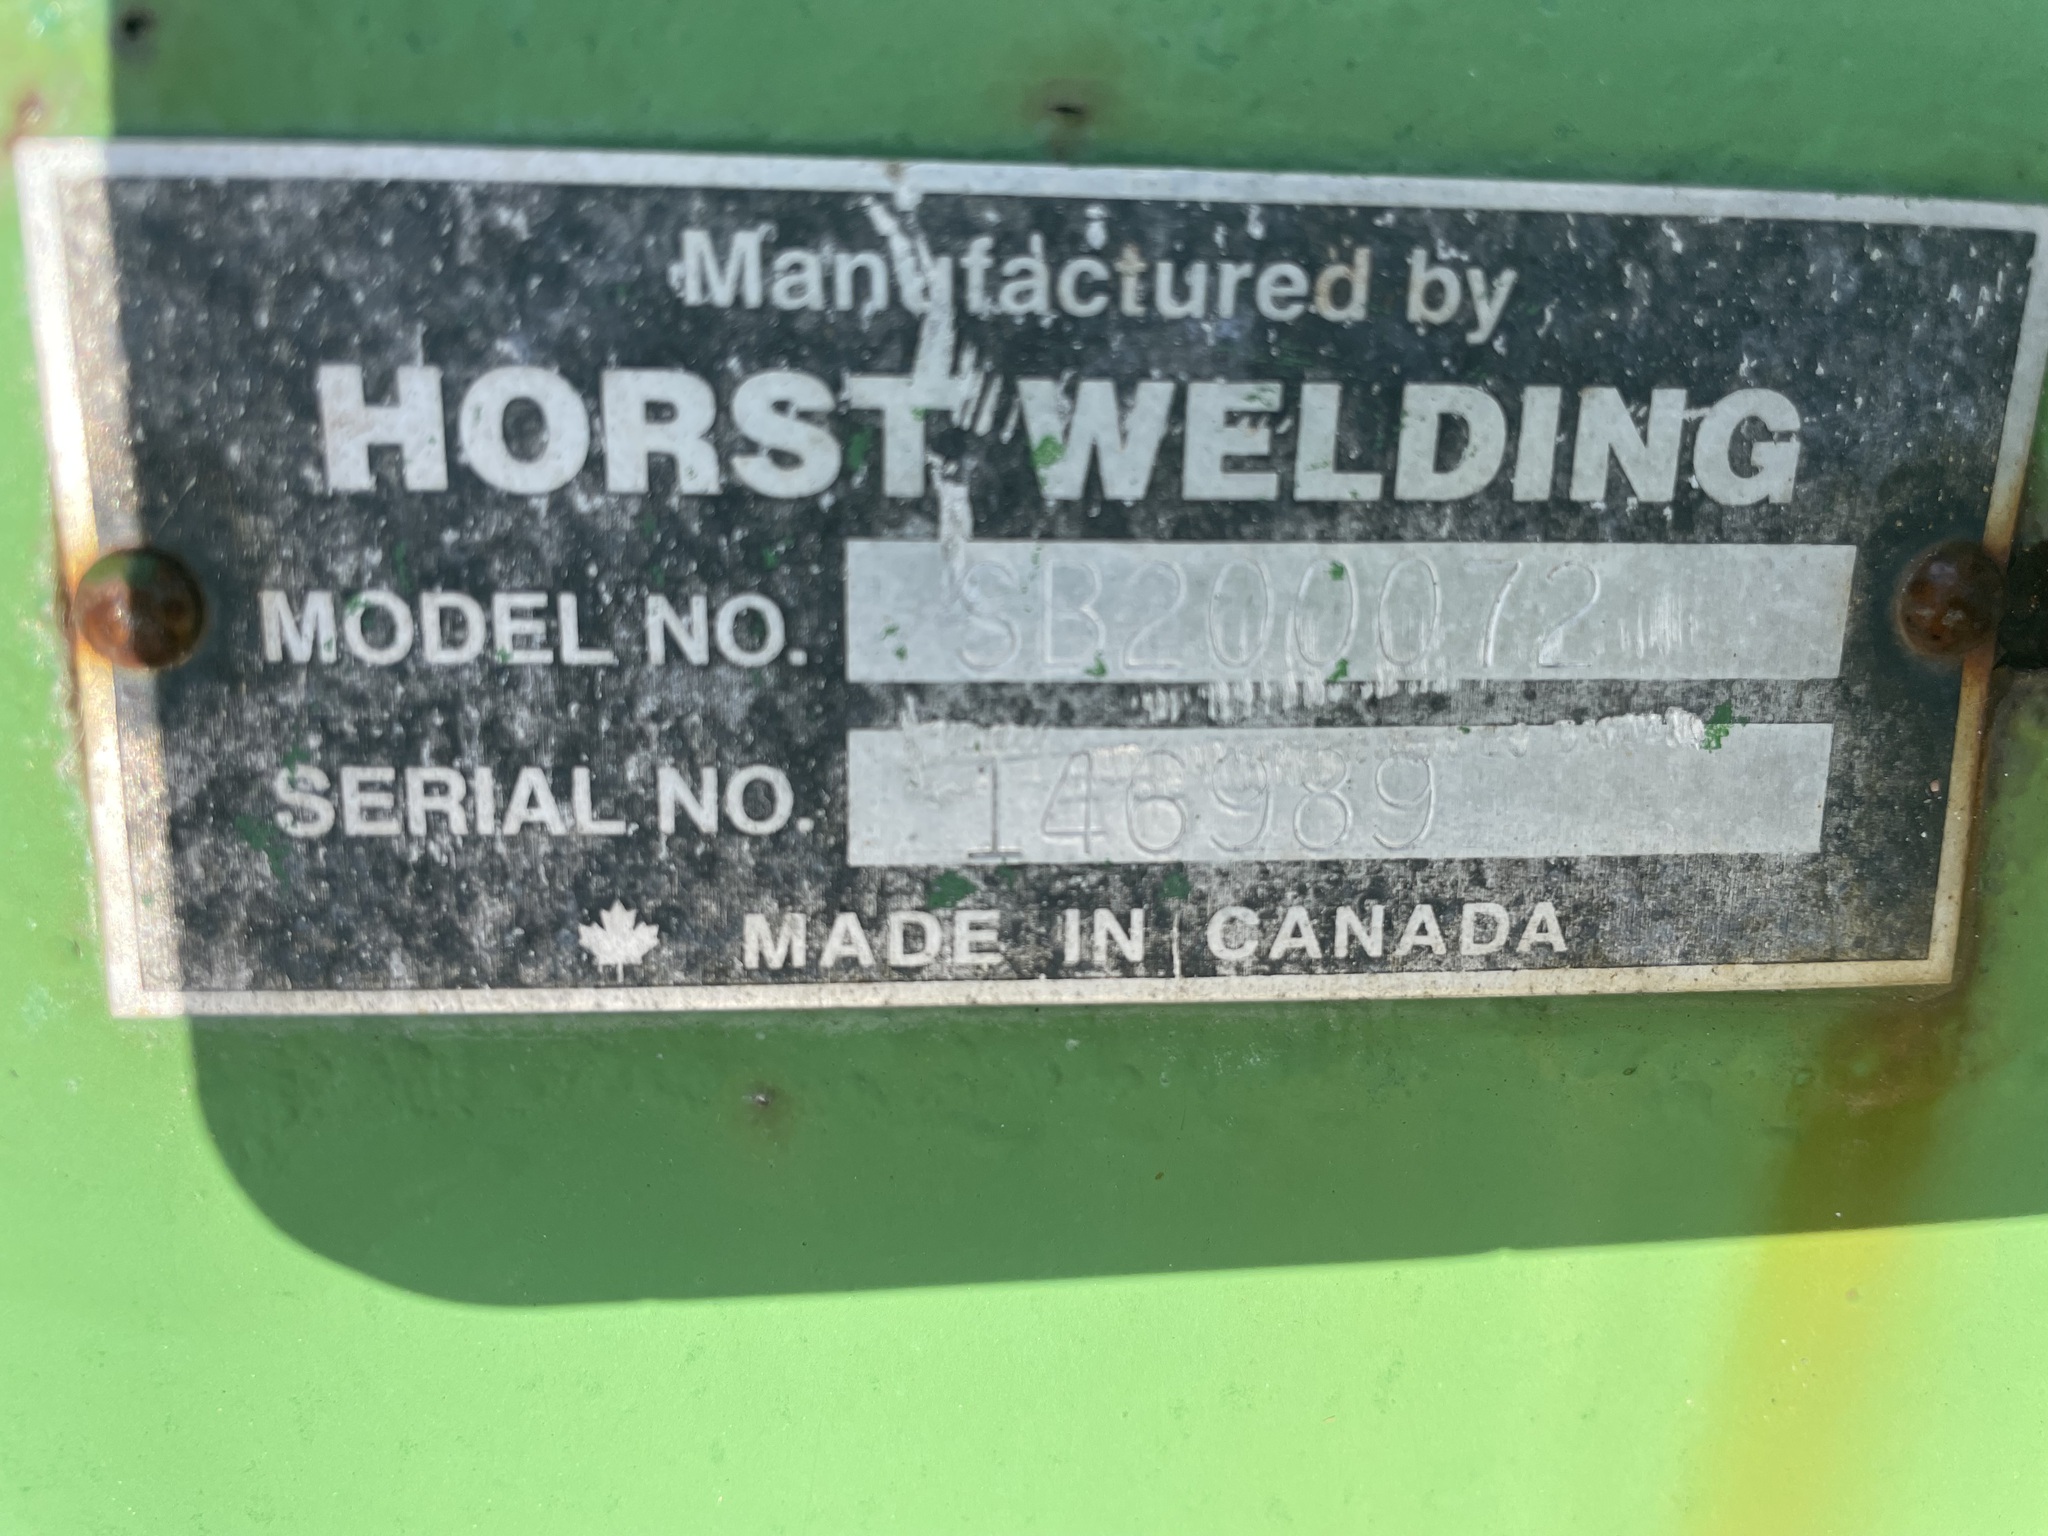 Manufactured by
HORST WELDING
MODEL NO. SB200072
SERIAL NO. 146989
MADE IN CANADA